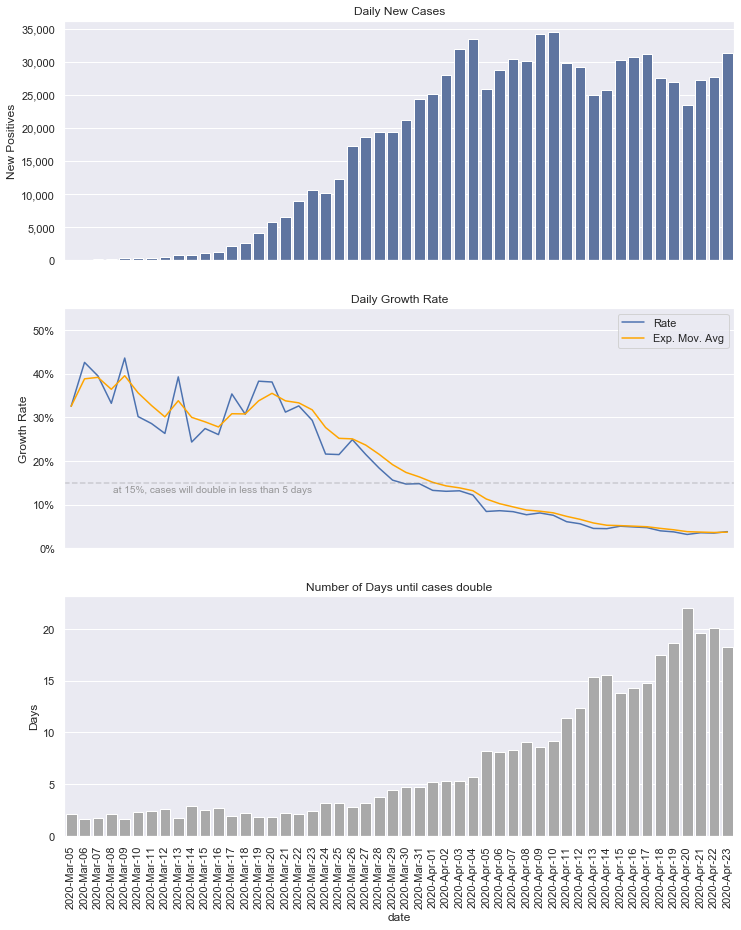 Daily New Cases
35,000
30,000
25,000
20,000
15,000
10,000
5,000
0
New Positives
Daily Growth Rate
50%
40%
30%
20%
10%
0%
Growth Rate
Rate
Exp. Mov. Avg
at 15%, cases will double in less than 5 days
Number of Days until cases double
20
15
10
5
0
Days
2020-Mar-05
2020-Mar-06
2020-Mar-07
2020-Mar-08
2020-Mar-09
2020-Mar-10
2020-Mar-11
2020-Mar-12
2020-Mar-13
2020-Mar-14
2020-Mar-15
2020-Mar-16
2020-Mar-17
2020-Mar-18
2020-Mar-19
2020-Mar-20
2020-Mar-21
2020-Mar-22
2020-Mar-23
2020-Mar-24
2020-Mar-25
2020-Mar-26
2020-Mar-27
2020-Mar-28
2020-Mar-29
2020-Mar-30
2020-Mar-31
2020-Apr-01
2020-Apr-02
2020-Apr-03
2020-Apr-04
2020-Apr-05
2020-Apr-06
2020-Apr-07
2020-Apr-08
2020-Apr-09
2020-Apr-10
2020-Apr-11
2020-Apr-12
2020-Apr-13
2020-Apr-14
2020-Apr-15
2020-Apr-16
2020-Apr-17
2020-Apr-18
2020-Apr-19
2020-Apr-20
2020-Apr-21
2020-Apr-22
2020-Apr-23
date